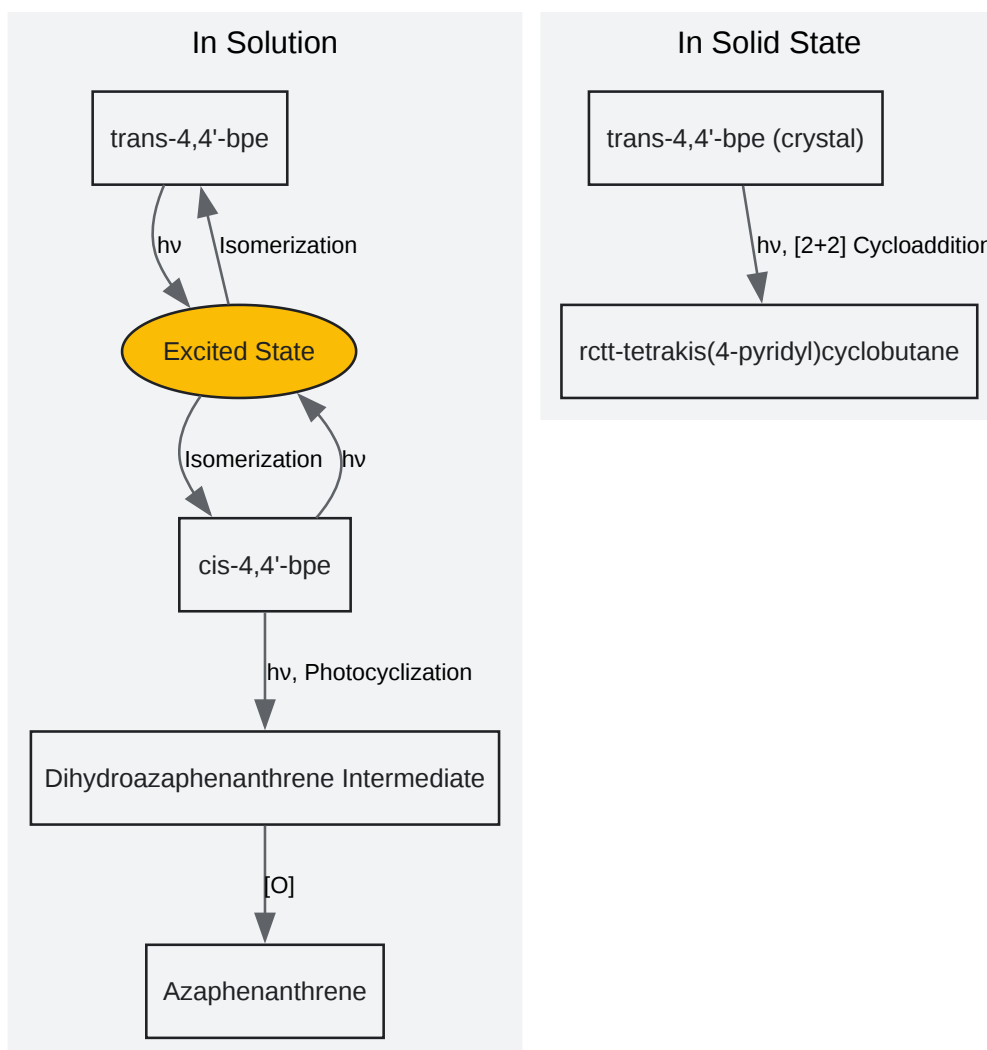 In Solution
trans-4,4'-bpe
hν
Isomerization
Excited State
Isomerization
hν
cis-4,4'-bpe
hν, Photocyclization
Dihydroazaphenanthrene Intermediate
[O]
Azaphenanthrene
In Solid State
trans-4,4'-bpe (crystal)
hν, [2+2] Cycloaddition
rctt-tetrakis(4-pyridyl)cyclobutane